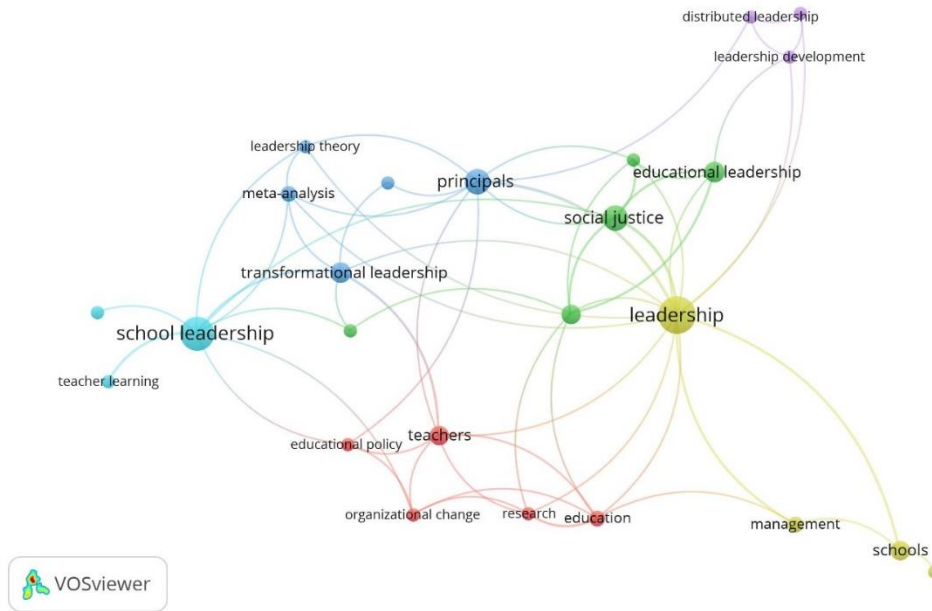 distributed leadership
leadership development
leadership theory
educational leadership
principals
meta-analysis
social justice
transformational leadership
leadership
school leadership
teacher learning
teachers
educational policy
organizational change
research
education
management
schools
VOSviewer